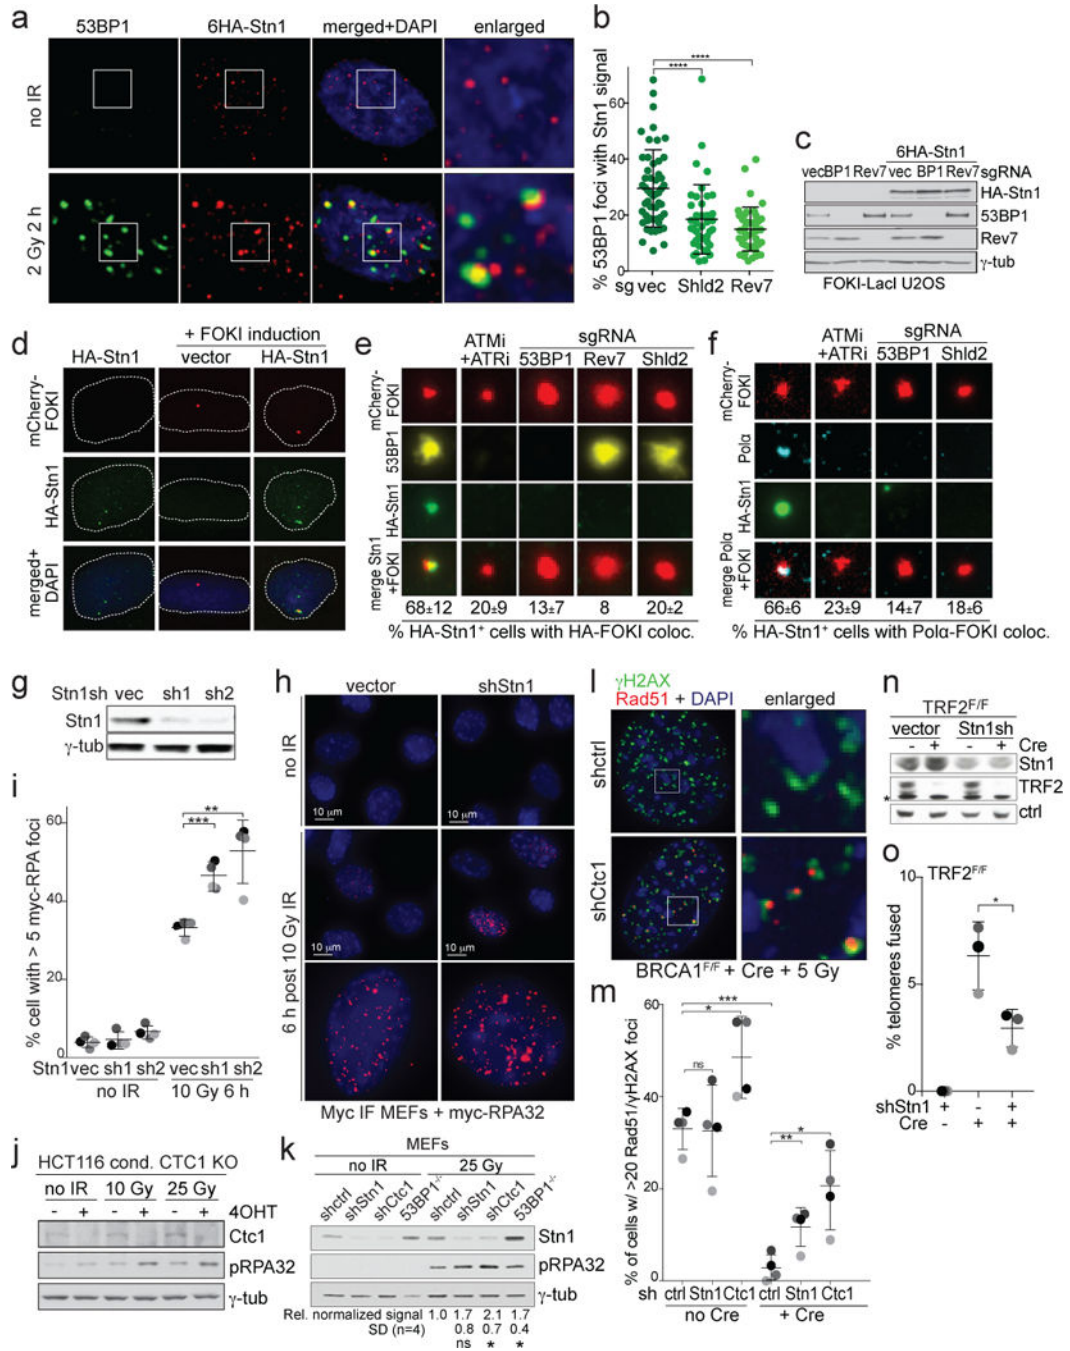 a
53BP1 6HA-Stn1 merged+DAPI enlarged
no IR
2 Gy 2 h
b
% 53BP1 foci with Stn1 signal
****
****
60
40
20
0
sg vec Shld2 Rev7
c
6HA-Stn1
vec BP1 Rev7 vec BP1 Rev7 sgRNA
HA-Stn1
53BP1
Rev7
γ-tub
FOKI-LacI U2OS
d
+ FOKI induction
HA-Stn1 vector HA-Stn1
mCherry-FOKI
HA-Stn1
merged+DAPI
e
ATMi +ATRi
sgRNA
53BP1 Rev7 Shld2
mCherry-FOKI
53BP1
HA-Stn1
merge Stn1 +FOKI
68±12 20±9 13±7 8 20±2
% HA-Stn1⁺ cells with HA-FOKI coloc.
f
ATMi +ATRi
sgRNA
53BP1 Shld2
mCherry-FOKI
Polα
HA-Stn1
merge Polα +FOKI
66±6 23±9 14±7 18±6
% HA-Stn1⁺ cells with Polα-FOKI coloc.
g
Stn1sh vec sh1 sh2
Stn1
γ-tub
h
vector shStn1
no IR
10 μm 10 μm
6 h post 10 Gy IR
10 μm 10 μm
Myc IF MEFs + myc-RPA32
i
% cell with > 5 myc-RPA foci
**
***
60
40
20
0
Stn1 vec sh1 sh2 vec sh1 sh2
no IR 10 Gy 6 h
j
HCT116 cond. CTC1 KO
no IR 10 Gy 25 Gy
- + - + - + 4OHT
Ctc1
pRPA32
γ-tub
k
MEFs
no IR 25 Gy
shctrl shStn1 shCtc1 53BP1⁻/⁻ shctrl shStn1 shCtc1 53BP1⁻/⁻
Stn1
pRPA32
γ-tub
Rel. normalized signal 1.0 1.7 2.1 1.7
SD (n=4) 0.8 0.7 0.4
ns * *
l
γH2AX
Rad51 + DAPI enlarged
shctrl
shCtc1
BRCA1F/F + Cre + 5 Gy
m
% of cells w/ >20 Rad51/γH2AX foci
***
*
ns
*
**
60
40
20
0
sh ctrl Stn1 Ctc1 ctrl Stn1 Ctc1
no Cre + Cre
n
TRF2F/F
vector Stn1sh
- + - + Cre
Stn1
TRF2
*
ctrl
o
TRF2F/F
% telomeres fused
*
10
5
0
shStn1 + - +
Cre - + +